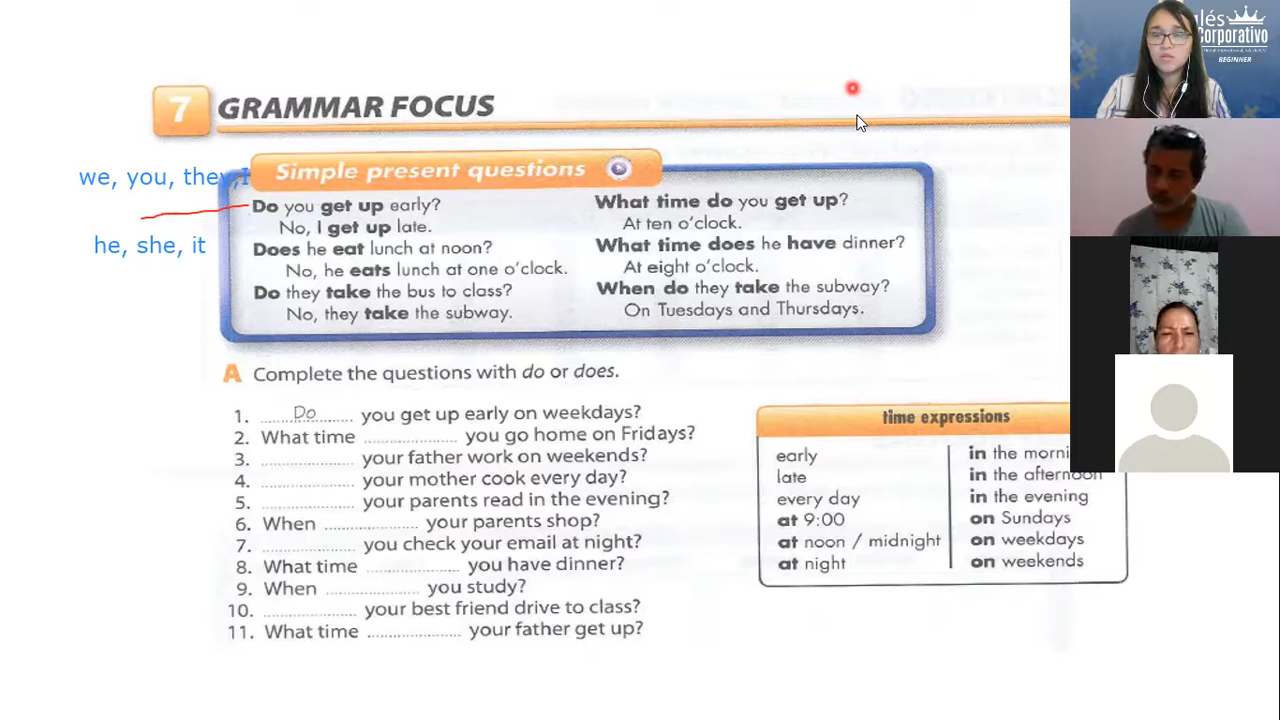 glés
Corporativo
BEGINNER
7 GRAMMAR FOCUS
Simple present questions
we, you, they,I
he, she, it
Do you get up early?
No, I get up late.
Does he eat lunch at noon?
No, he eats lunch at one o'clock.
Do they take the bus to class?
No, they take the subway.
What time do you get up?
At ten o'clock.
What time does he have dinner?
At eight o'clock.
When do they take the subway?
On Tuesdays and Thursdays.
A Complete the questions with do or does.
1. Do you get up early on weekdays?
2. What time .................. you go home on Fridays?
3. .................. your father work on weekends?
4. .................. your mother cook every day?
5. .................. your parents read in the evening?
6. When .................. your parents shop?
7. .................. you check your email at night?
8. What time .................. you have dinner?
9. When .................. you study?
10. .................. your best friend drive to class?
11. What time .................. your father get up?
time expressions
early
late
every day
at 9:00
at noon / midnight
at night
in the morni
in the afternoon
in the evening
on Sundays
on weekdays
on weekends